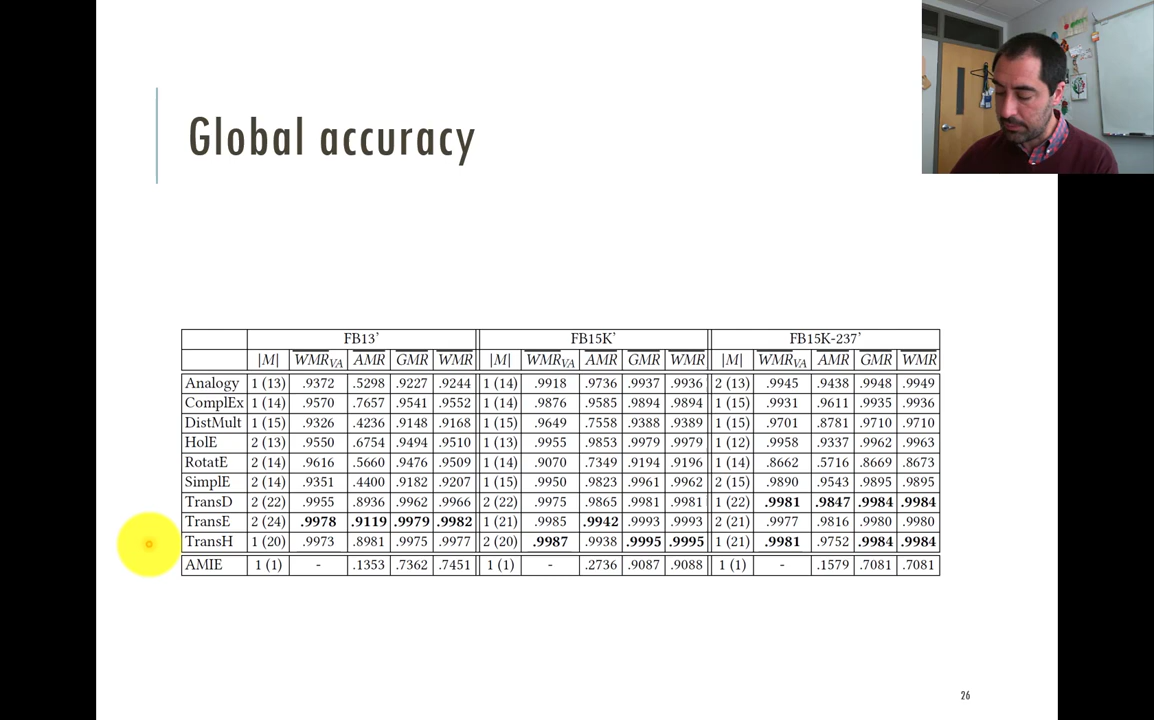 Global accuracy
FB13' FB15K' FB15K-237'
|M| WMR_VA AMR GMR WMR |M| WMR_VA AMR GMR WMR |M| WMR_VA AMR GMR WMR
Analogy 1 (13) .9372 .5298 .9227 .9244 1 (14) .9918 .9736 .9937 .9936 2 (13) .9945 .9438 .9948 .9949
ComplEx 1 (14) .9570 .7657 .9541 .9552 1 (14) .9876 .9585 .9894 .9894 1 (15) .9931 .9611 .9935 .9936
DistMult 1 (15) .9326 .4236 .9148 .9168 1 (15) .9649 .7558 .9388 .9389 1 (15) .9701 .8781 .9710 .9710
HolE 2 (13) .9550 .6754 .9494 .9510 1 (13) .9955 .9853 .9979 .9979 1 (12) .9958 .9337 .9962 .9963
RotatE 2 (14) .9616 .5660 .9476 .9509 1 (14) .9070 .7349 .9194 .9196 1 (14) .8662 .5716 .8669 .8673
SimplE 2 (14) .9351 .4400 .9182 .9207 1 (15) .9950 .9823 .9961 .9962 2 (15) .9890 .9543 .9895 .9895
TransD 2 (22) .9955 .8936 .9962 .9966 2 (22) .9975 .9865 .9981 .9981 1 (22) .9981 .9847 .9984 .9984
TransE 2 (24) .9978 .9119 .9979 .9982 1 (21) .9985 .9942 .9993 .9993 2 (21) .9977 .9816 .9980 .9980
TransH 1 (20) .9973 .8981 .9975 .9977 2 (20) .9987 .9938 .9995 .9995 1 (21) .9981 .9752 .9984 .9984
AMIE 1 (1) - .1353 .7362 .7451 1 (1) - .2736 .9087 .9088 1 (1) - .1579 .7081 .7081
26